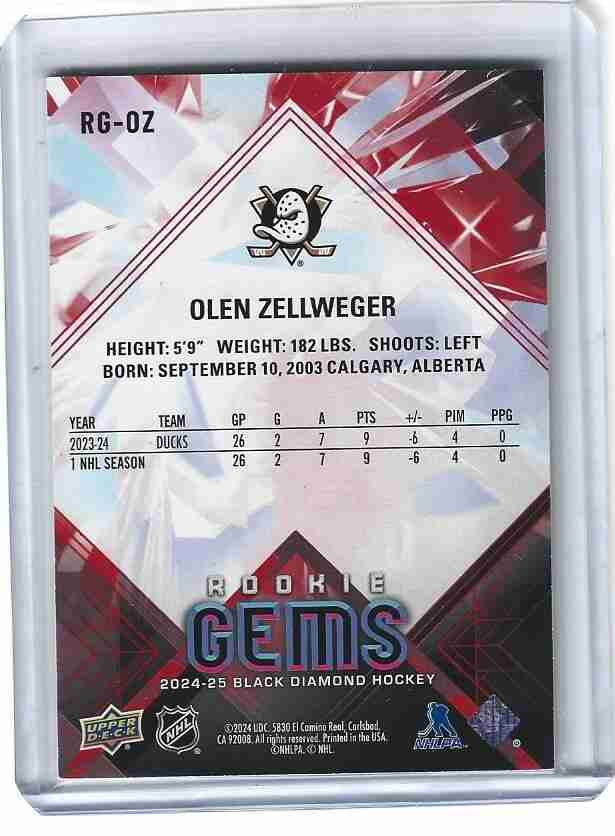 RG-OZ
®
OLEN ZELLWEGER
HEIGHT: 5'9" WEIGHT: 182 LBS. SHOOTS: LEFT
BORN: SEPTEMBER 10, 2003 CALGARY, ALBERTA
YEAR TEAM GP G A PTS +/- PIM PPG
2023-24 DUCKS 26 2 7 9 -6 4 0
1 NHL SEASON 26 2 7 9 -6 4 0
ROOKIE
GEMS
2024-25 BLACK DIAMOND HOCKEY
UPPER DECK
NHL
©2024 UDC. 5830 El Camino Real, Carlsbad,
CA 92008. All rights reserved. Printed in the USA.
©NHLPA. © NHL.
NHLPA
®